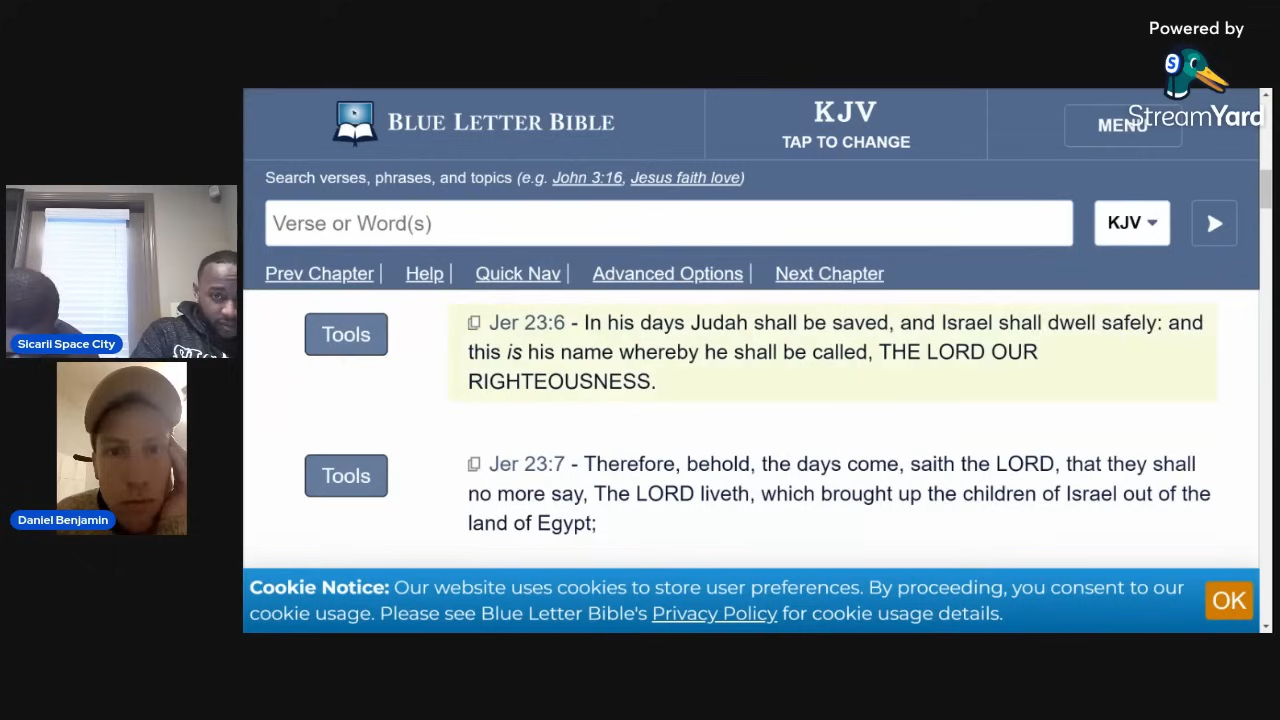 Powered by
StreamYard
BLUE LETTER BIBLE
KJV
TAP TO CHANGE
MENU
Search verses, phrases, and topics (e.g. John 3:16, Jesus faith love)
Verse or Word(s)
KJV
Prev Chapter
Help
Quick Nav
Advanced Options
Next Chapter
Tools
Jer 23:6 - In his days Judah shall be saved, and Israel shall dwell safely: and
this is his name whereby he shall be called, THE LORD OUR
RIGHTEOUSNESS.
Tools
Jer 23:7 - Therefore, behold, the days come, saith the LORD, that they shall
no more say, The LORD liveth, which brought up the children of Israel out of the
land of Egypt;
Cookie Notice: Our website uses cookies to store user preferences. By proceeding, you consent to our
cookie usage. Please see Blue Letter Bible's Privacy Policy for cookie usage details.
OK
Sicarii Space City
Daniel Benjamin